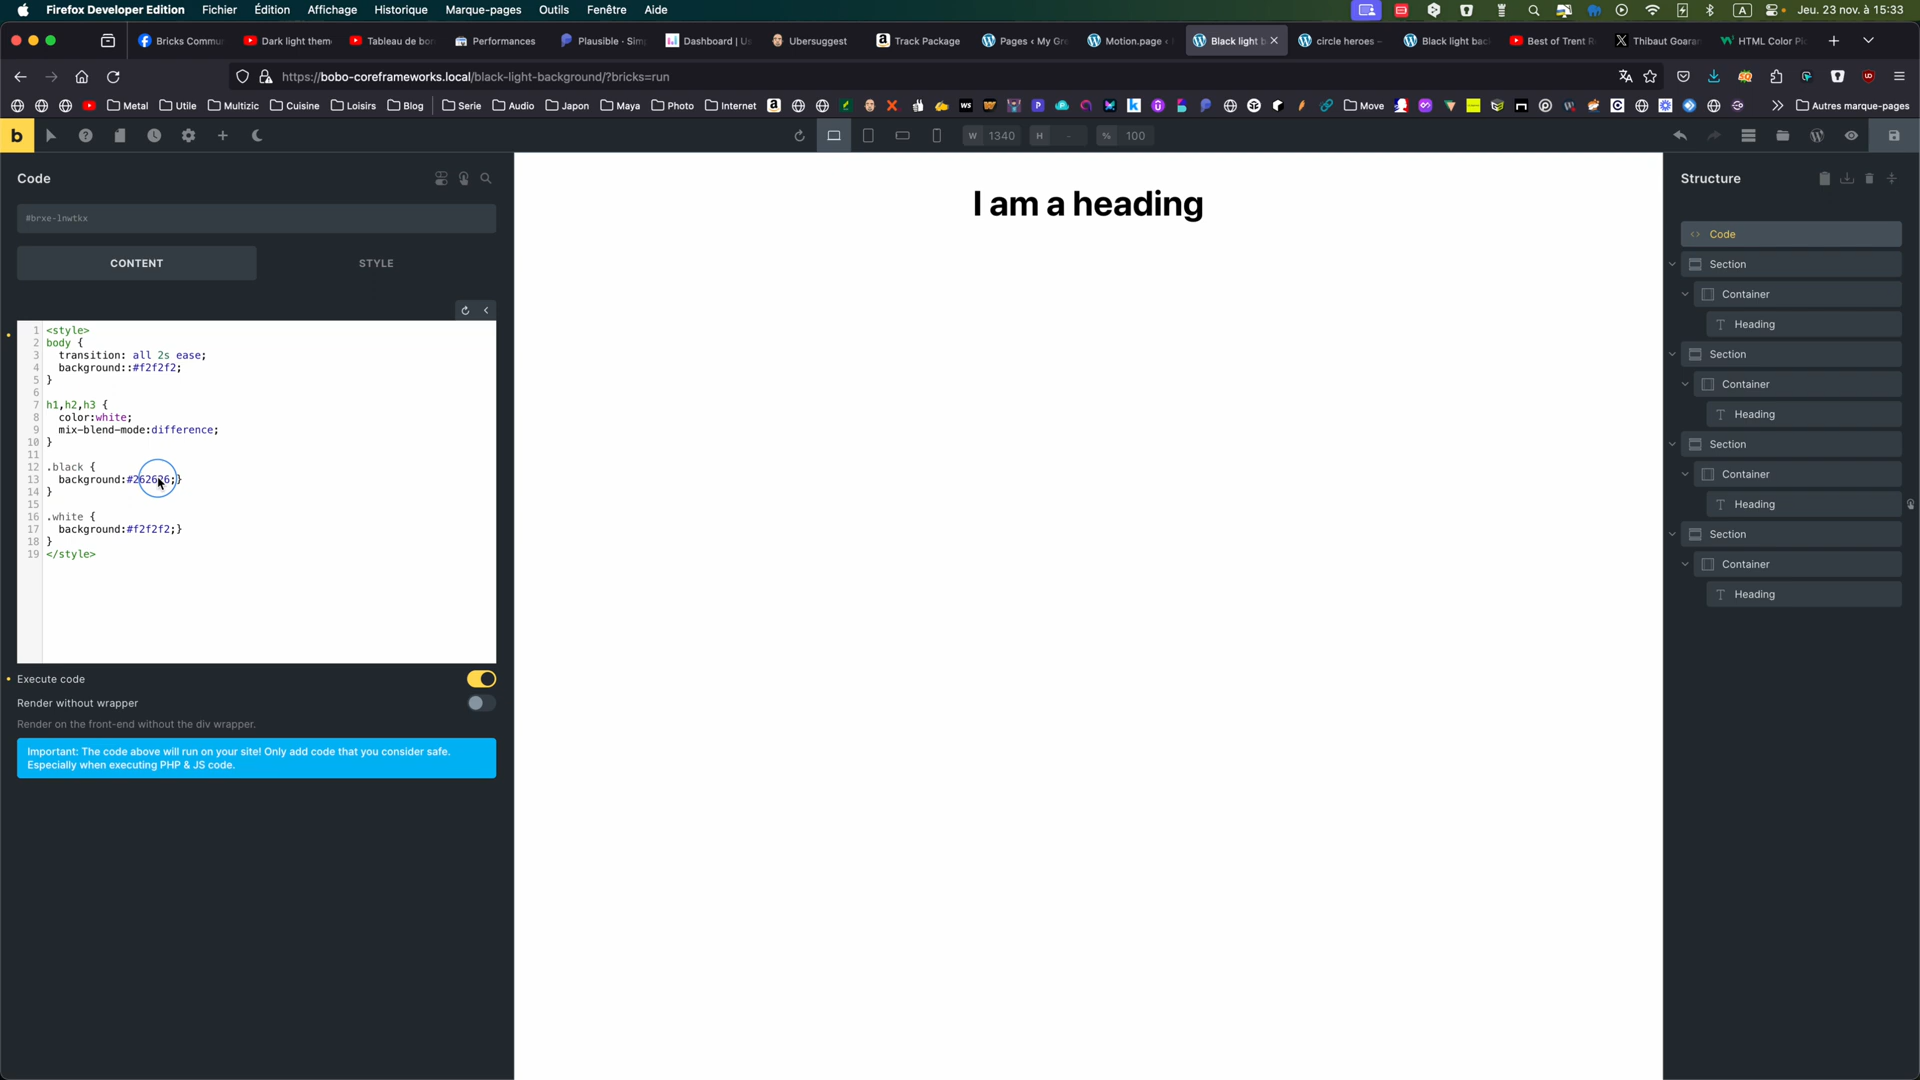 Firefox Developer Edition Fichier Édition Affichage Historique Marque-pages Outils Fenêtre Aide A Jeu. 23 nov. à 15:33
Bricks Commu Dark light them Tableau de bo Performances Plausible · Sim Dashboard | U Ubersuggest Track Package Pages ‹ My Gr Motion.page ‹ Black light b circle heroes – Black light bac Best of Trent R Thibaut Goara HTML Color Pi
https://bobo-coreframeworks.local/black-light-background/?bricks=run
Metal Utile Multizic Cuisine Loisirs Blog Serie Audio Japon Maya Photo Internet Move Autres marque-pages
b W 1340 H - % 100
Code
#brxe-lnwtkx
CONTENT STYLE
1 <style>
2 body {
3 transition: all 2s ease;
4 background::#f2f2f2;
5 }
6
7 h1,h2,h3 {
8 color:white;
9 mix-blend-mode:difference;
10 }
11
12 .black {
13 background:#262626;}
14 }
15
16 .white {
17 background:#f2f2f2;}
18 }
19 </style>
Execute code
Render without wrapper
Render on the front-end without the div wrapper.
Important: The code above will run on your site! Only add code that you consider safe.
Especially when executing PHP & JS code.
I am a heading
Structure
Code
Section
Container
Heading
Section
Container
Heading
Section
Container
Heading
Section
Container
Heading